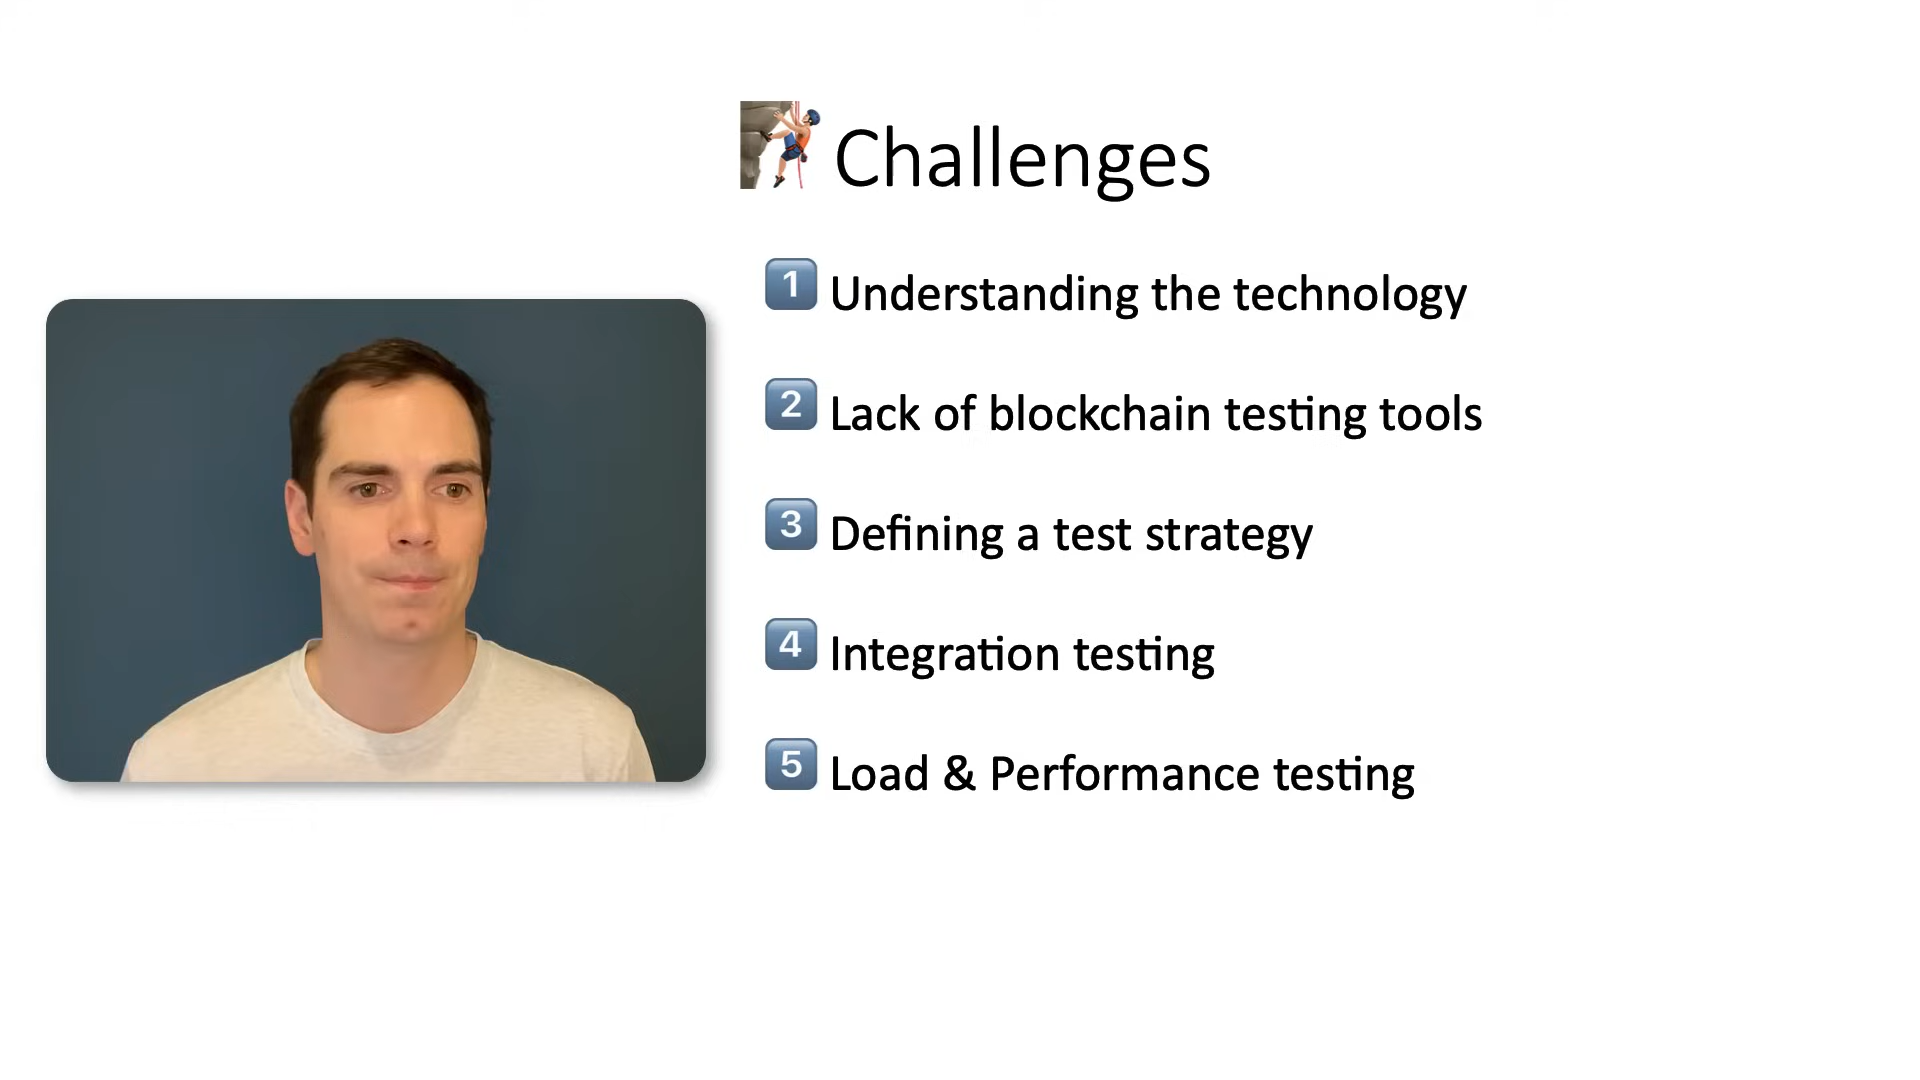 Challenges
1 Understanding the technology
2 Lack of blockchain testing tools
3 Defining a test strategy
4 Integration testing
5 Load & Performance testing